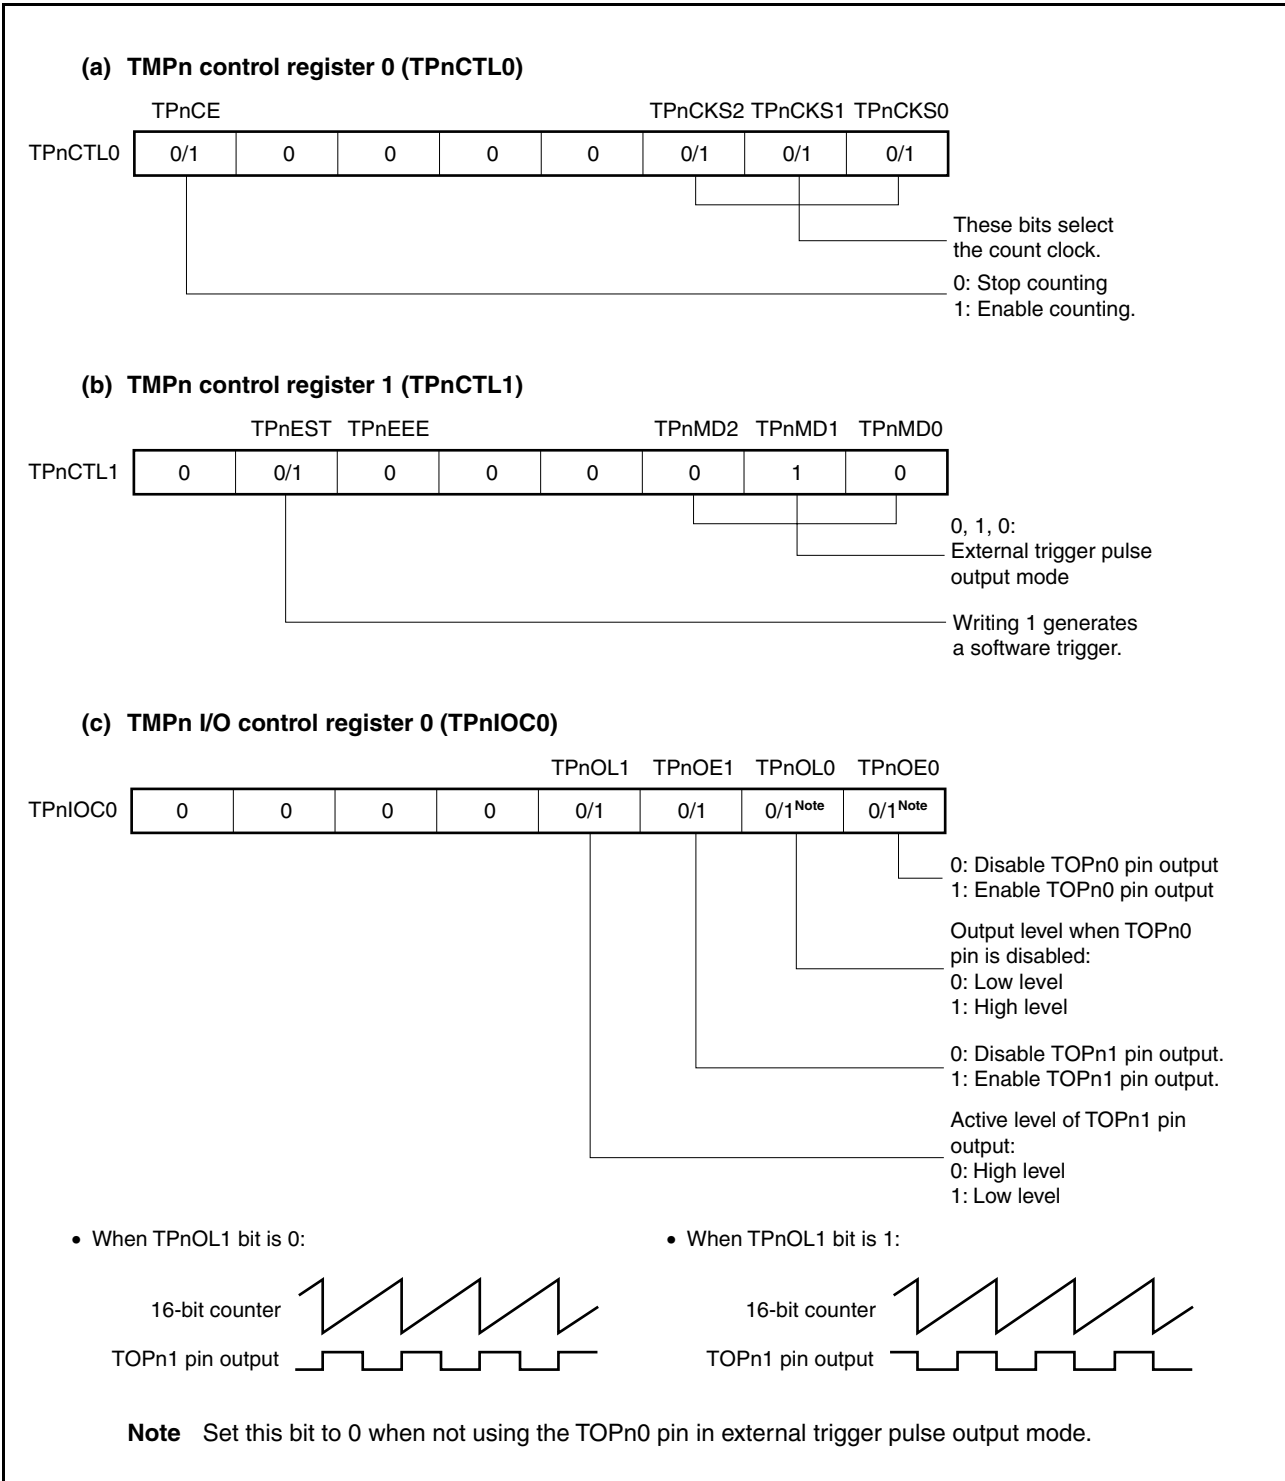 (a) TMPn control register 0 (TPnCTL0)
TPnCE TPnCKS2 TPnCKS1 TPnCKS0
TPnCTL0 0/1 0 0 0 0 0/1 0/1 0/1
These bits select
the count clock.
0: Stop counting
1: Enable counting.
(b) TMPn control register 1 (TPnCTL1)
TPnEST TPnEEE TPnMD2 TPnMD1 TPnMD0
TPnCTL1 0 0/1 0 0 0 0 1 0
0, 1, 0:
External trigger pulse
output mode
Writing 1 generates
a software trigger.
(c) TMPn I/O control register 0 (TPnIOC0)
TPnOL1 TPnOE1 TPnOL0 TPnOE0
TPnIOC0 0 0 0 0 0/1 0/1 0/1Note 0/1Note
0: Disable TOPn0 pin output
1: Enable TOPn0 pin output
Output level when TOPn0
pin is disabled:
0: Low level
1: High level
0: Disable TOPn1 pin output.
1: Enable TOPn1 pin output.
Active level of TOPn1 pin
output:
0: High level
1: Low level
• When TPnOL1 bit is 0:
16-bit counter
TOPn1 pin output
• When TPnOL1 bit is 1:
16-bit counter
TOPn1 pin output
Note Set this bit to 0 when not using the TOPn0 pin in external trigger pulse output mode.